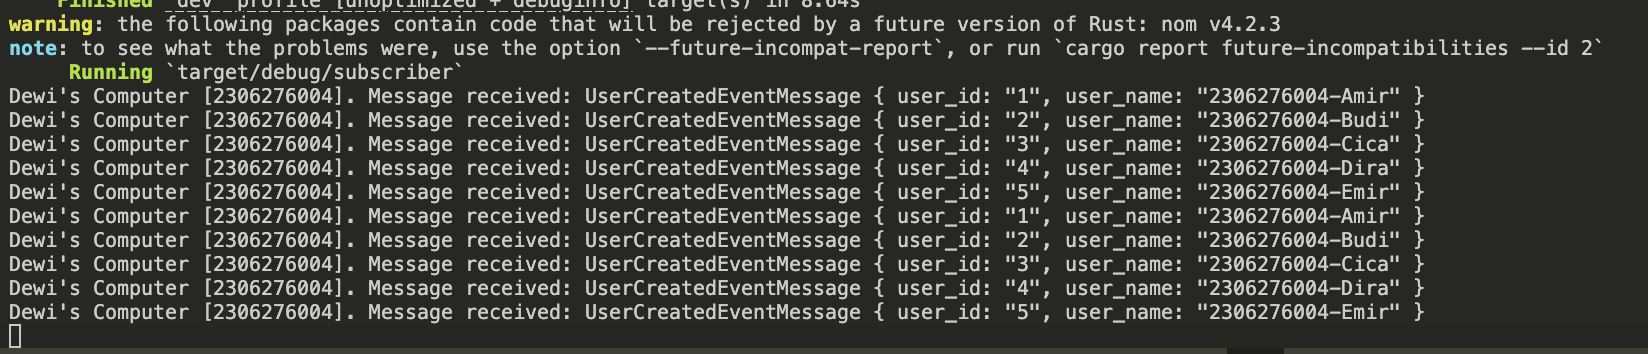 Finished `dev` profile [unoptimized + debuginfo] target(s) in 8.64s
warning: the following packages contain code that will be rejected by a future version of Rust: nom v4.2.3
note: to see what the problems were, use the option `--future-incompat-report`, or run `cargo report future-incompatibilities --id 2`
Running `target/debug/subscriber`
Dewi's Computer [2306276004]. Message received: UserCreatedEventMessage { user_id: "1", user_name: "2306276004-Amir" }
Dewi's Computer [2306276004]. Message received: UserCreatedEventMessage { user_id: "2", user_name: "2306276004-Budi" }
Dewi's Computer [2306276004]. Message received: UserCreatedEventMessage { user_id: "3", user_name: "2306276004-Cica" }
Dewi's Computer [2306276004]. Message received: UserCreatedEventMessage { user_id: "4", user_name: "2306276004-Dira" }
Dewi's Computer [2306276004]. Message received: UserCreatedEventMessage { user_id: "5", user_name: "2306276004-Emir" }
Dewi's Computer [2306276004]. Message received: UserCreatedEventMessage { user_id: "1", user_name: "2306276004-Amir" }
Dewi's Computer [2306276004]. Message received: UserCreatedEventMessage { user_id: "2", user_name: "2306276004-Budi" }
Dewi's Computer [2306276004]. Message received: UserCreatedEventMessage { user_id: "3", user_name: "2306276004-Cica" }
Dewi's Computer [2306276004]. Message received: UserCreatedEventMessage { user_id: "4", user_name: "2306276004-Dira" }
Dewi's Computer [2306276004]. Message received: UserCreatedEventMessage { user_id: "5", user_name: "2306276004-Emir" }